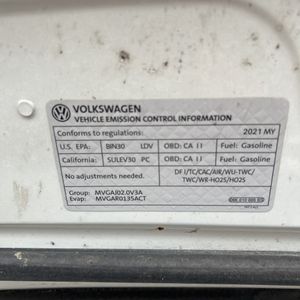 VOLKSWAGEN
VEHICLE EMISSION CONTROL INFORMATION
Conforms to regulations: 2021 MY
U.S. EPA: BIN30 LDV OBD: CA II Fuel: Gasoline
California: SULEV30 PC OBD: CA II Fuel: Gasoline
No adjustments needed. DFI/TC/CAC/AIR/WU-TWC/
TWC/WR-HO2S/HO2S
Group: MVGAJ02.0V3A
Evap: MVGAR0135ACT